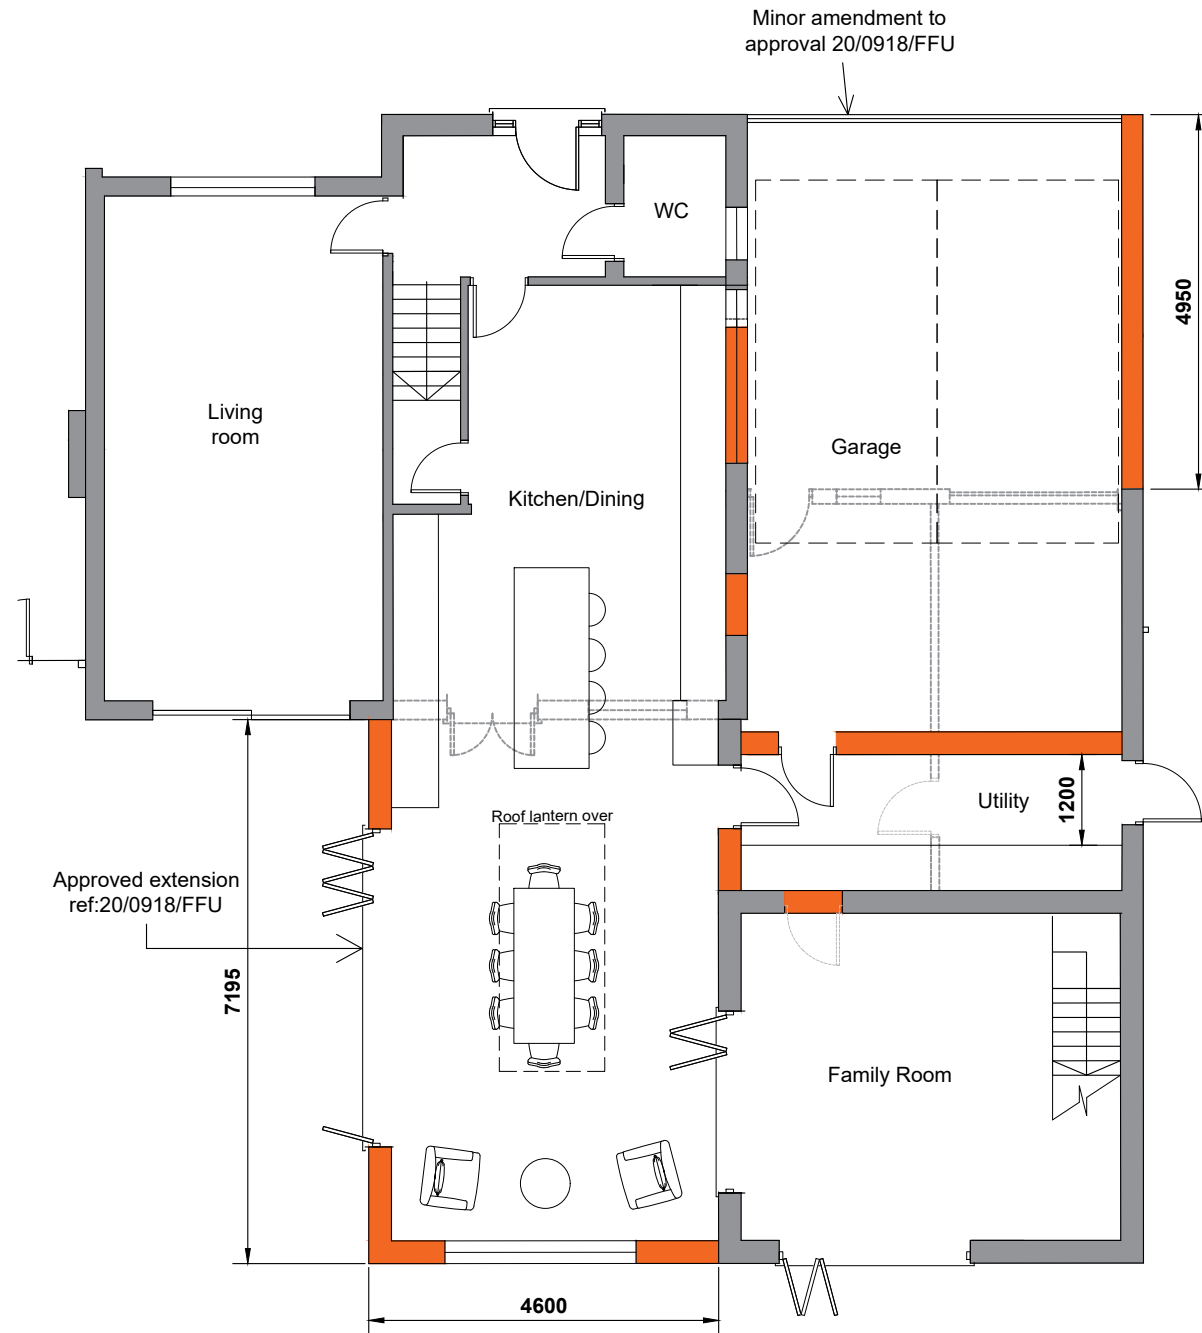 Minor amendment to
approval 20/0918/FFU
WC
4950
Living
room
Garage
Kitchen/Dining
Utility
1200
Roof lantern over
Approved extension
ref:20/0918/FFU
7195
Family Room
4600